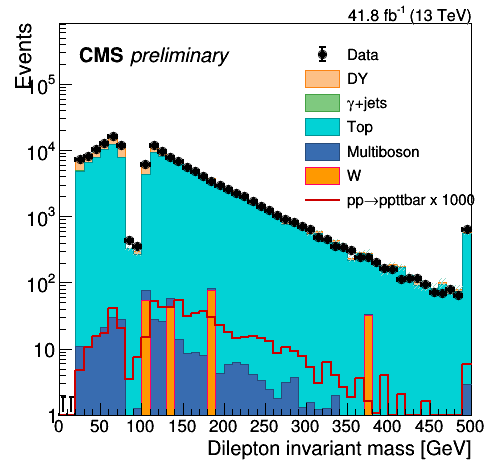 41.8 fb⁻¹ (13 TeV)
Events
CMS preliminary
Data
DY
γ+jets
Top
Multiboson
W
pp→ppttbar x 1000
10⁵
10⁴
10³
10²
10
1
0 50 100 150 200 250 300 350 400 450 500
Dilepton invariant mass [GeV]